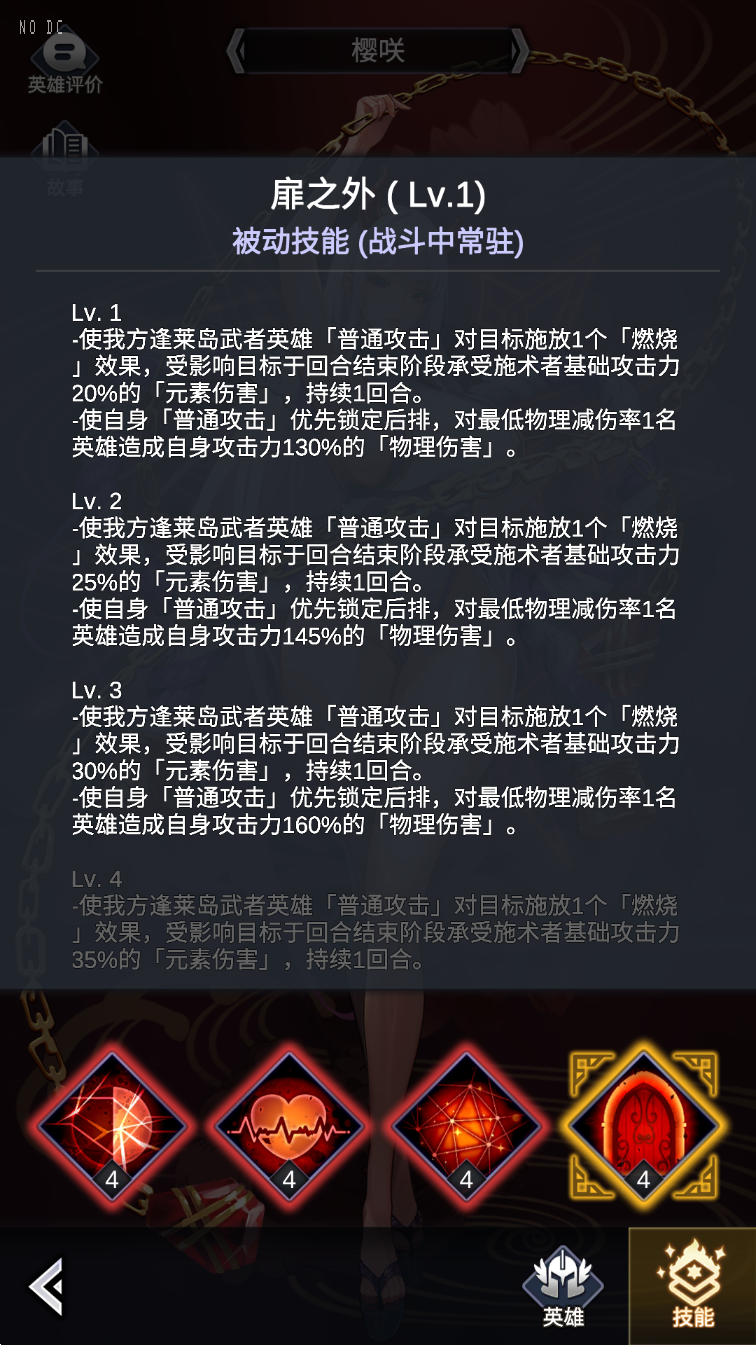 NO DC
樱咲
英雄评价
故事
扉之外 ( Lv.1)
被动技能 (战斗中常驻)
Lv. 1
-使我方逢莱岛武者英雄「普通攻击」对目标施放1个「燃烧
」效果，受影响目标于回合结束阶段承受施术者基础攻击力
20%的「元素伤害」，持续1回合。
-使自身「普通攻击」优先锁定后排，对最低物理减伤率1名
英雄造成自身攻击力130%的「物理伤害」。
Lv. 2
-使我方逢莱岛武者英雄「普通攻击」对目标施放1个「燃烧
」效果，受影响目标于回合结束阶段承受施术者基础攻击力
25%的「元素伤害」，持续1回合。
-使自身「普通攻击」优先锁定后排，对最低物理减伤率1名
英雄造成自身攻击力145%的「物理伤害」。
Lv. 3
-使我方逢莱岛武者英雄「普通攻击」对目标施放1个「燃烧
」效果，受影响目标于回合结束阶段承受施术者基础攻击力
30%的「元素伤害」，持续1回合。
-使自身「普通攻击」优先锁定后排，对最低物理减伤率1名
英雄造成自身攻击力160%的「物理伤害」。
Lv. 4
-使我方逢莱岛武者英雄「普通攻击」对目标施放1个「燃烧
」效果，受影响目标于回合结束阶段承受施术者基础攻击力
35%的「元素伤害」，持续1回合。
4
4
4
4
英雄
技能